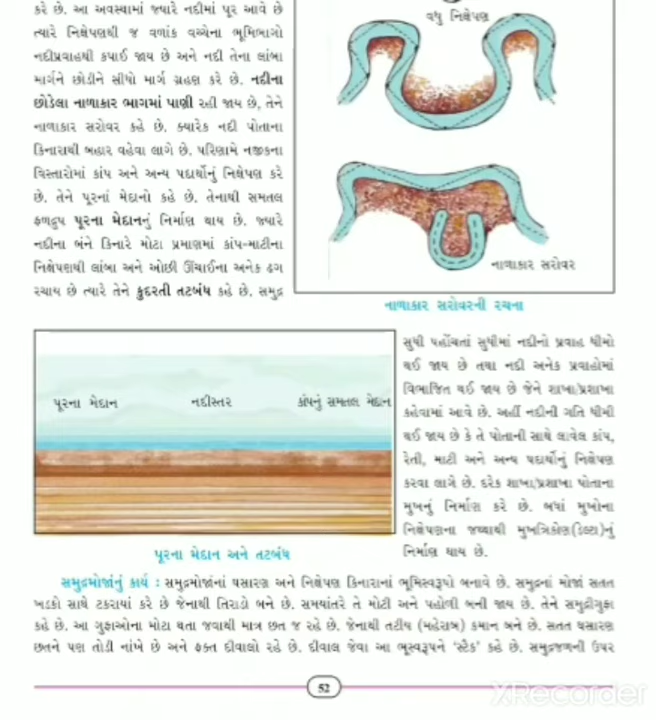 કરે છે. આ અવસ્થામાં જ્યારે નદીમાં પૂર આવે છે
ત્યારે નિક્ષેપણથી જ વળાંક વચ્ચેના ભૂમિભાગો
નદીપ્રવાહથી કપાઈ જાય છે અને નદી તેના લાંબા
માર્ગને છોડીને સીધો માર્ગ ગ્રહણ કરે છે. નદીના
છોડેલા નાળાકાર ભાગમાં પાણી રહી જાય છે, તેને
નાળાકાર સરોવર કહે છે. ક્યારેક નદી પોતાના
કિનારાથી બહાર વહેવા લાગે છે. પરિણામે નજીકના
વિસ્તારોમાં કાંપ અને અન્ય પદાર્થોનું નિક્ષેપણ કરે
છે. તેને પૂરનાં મેદાનો કહે છે. તેનાથી સમતલ
ફળદ્રુપ પૂરના મેદાનનું નિર્માણ થાય છે. જ્યારે
નદીના બંને કિનારે મોટા પ્રમાણમાં કાંપ-માટીના
નિક્ષેપણથી લાંબા અને ઓછી ઊંચાઈના અનેક ઢગ
રચાય છે ત્યારે તેને કુદરતી તટબંધ કહે છે. સમુદ્ર
વધુ નિક્ષેપણ
નાળાકાર સરોવર
નાળાકાર સરોવરની રચના
પૂરના મેદાન નદીસ્તર કાંપનું સમતલ મેદાન
પૂરના મેદાન અને તટબંધ
સુધી પહોંચતાં સુધીમાં નદીનો પ્રવાહ ધીમો
થઈ જાય છે તથા નદી અનેક પ્રવાહોમાં
વિભાજિત થઈ જાય છે જેને શાખા/પ્રશાખા
કહેવામાં આવે છે. અહીં નદીની ગતિ ધીમી
થઈ જાય છે કે તે પોતાની સાથે લાવેલ કાંપ,
રેતી, માટી અને અન્ય પદાર્થોનું નિક્ષેપણ
કરવા લાગે છે. દરેક શાખા/પ્રશાખા પોતાના
મુખનું નિર્માણ કરે છે. બધાં મુખોના
નિક્ષેપણના જથ્થાથી મુખત્રિકોણ(ડેલ્ટા)નું
નિર્માણ થાય છે.
સમુદ્રમોજાંનું કાર્ય : સમુદ્રમોજાંનાં ઘસારણ અને નિક્ષેપણ કિનારાનાં ભૂમિસ્વરૂપો બનાવે છે. સમુદ્રનાં મોજાં સતત
ખડકો સાથે ટકરાયાં કરે છે જેનાથી તિરાડો બને છે. સમયાંતરે તે મોટી અને પહોળી બની જાય છે. તેને સમુદ્રીગુફા
કહે છે. આ ગુફાઓના મોટા થતા જવાથી માત્ર છત જ રહે છે. જેનાથી તટીય (મહેરાબ) કમાન બને છે. સતત ઘસારણ
છતને પણ તોડી નાંખે છે અને ફક્ત દીવાલો રહે છે. દીવાલ જેવા આ ભૂસ્વરૂપને ‘સ્ટૅક’ કહે છે. સમુદ્રજળની ઉપર
52
XRecorder